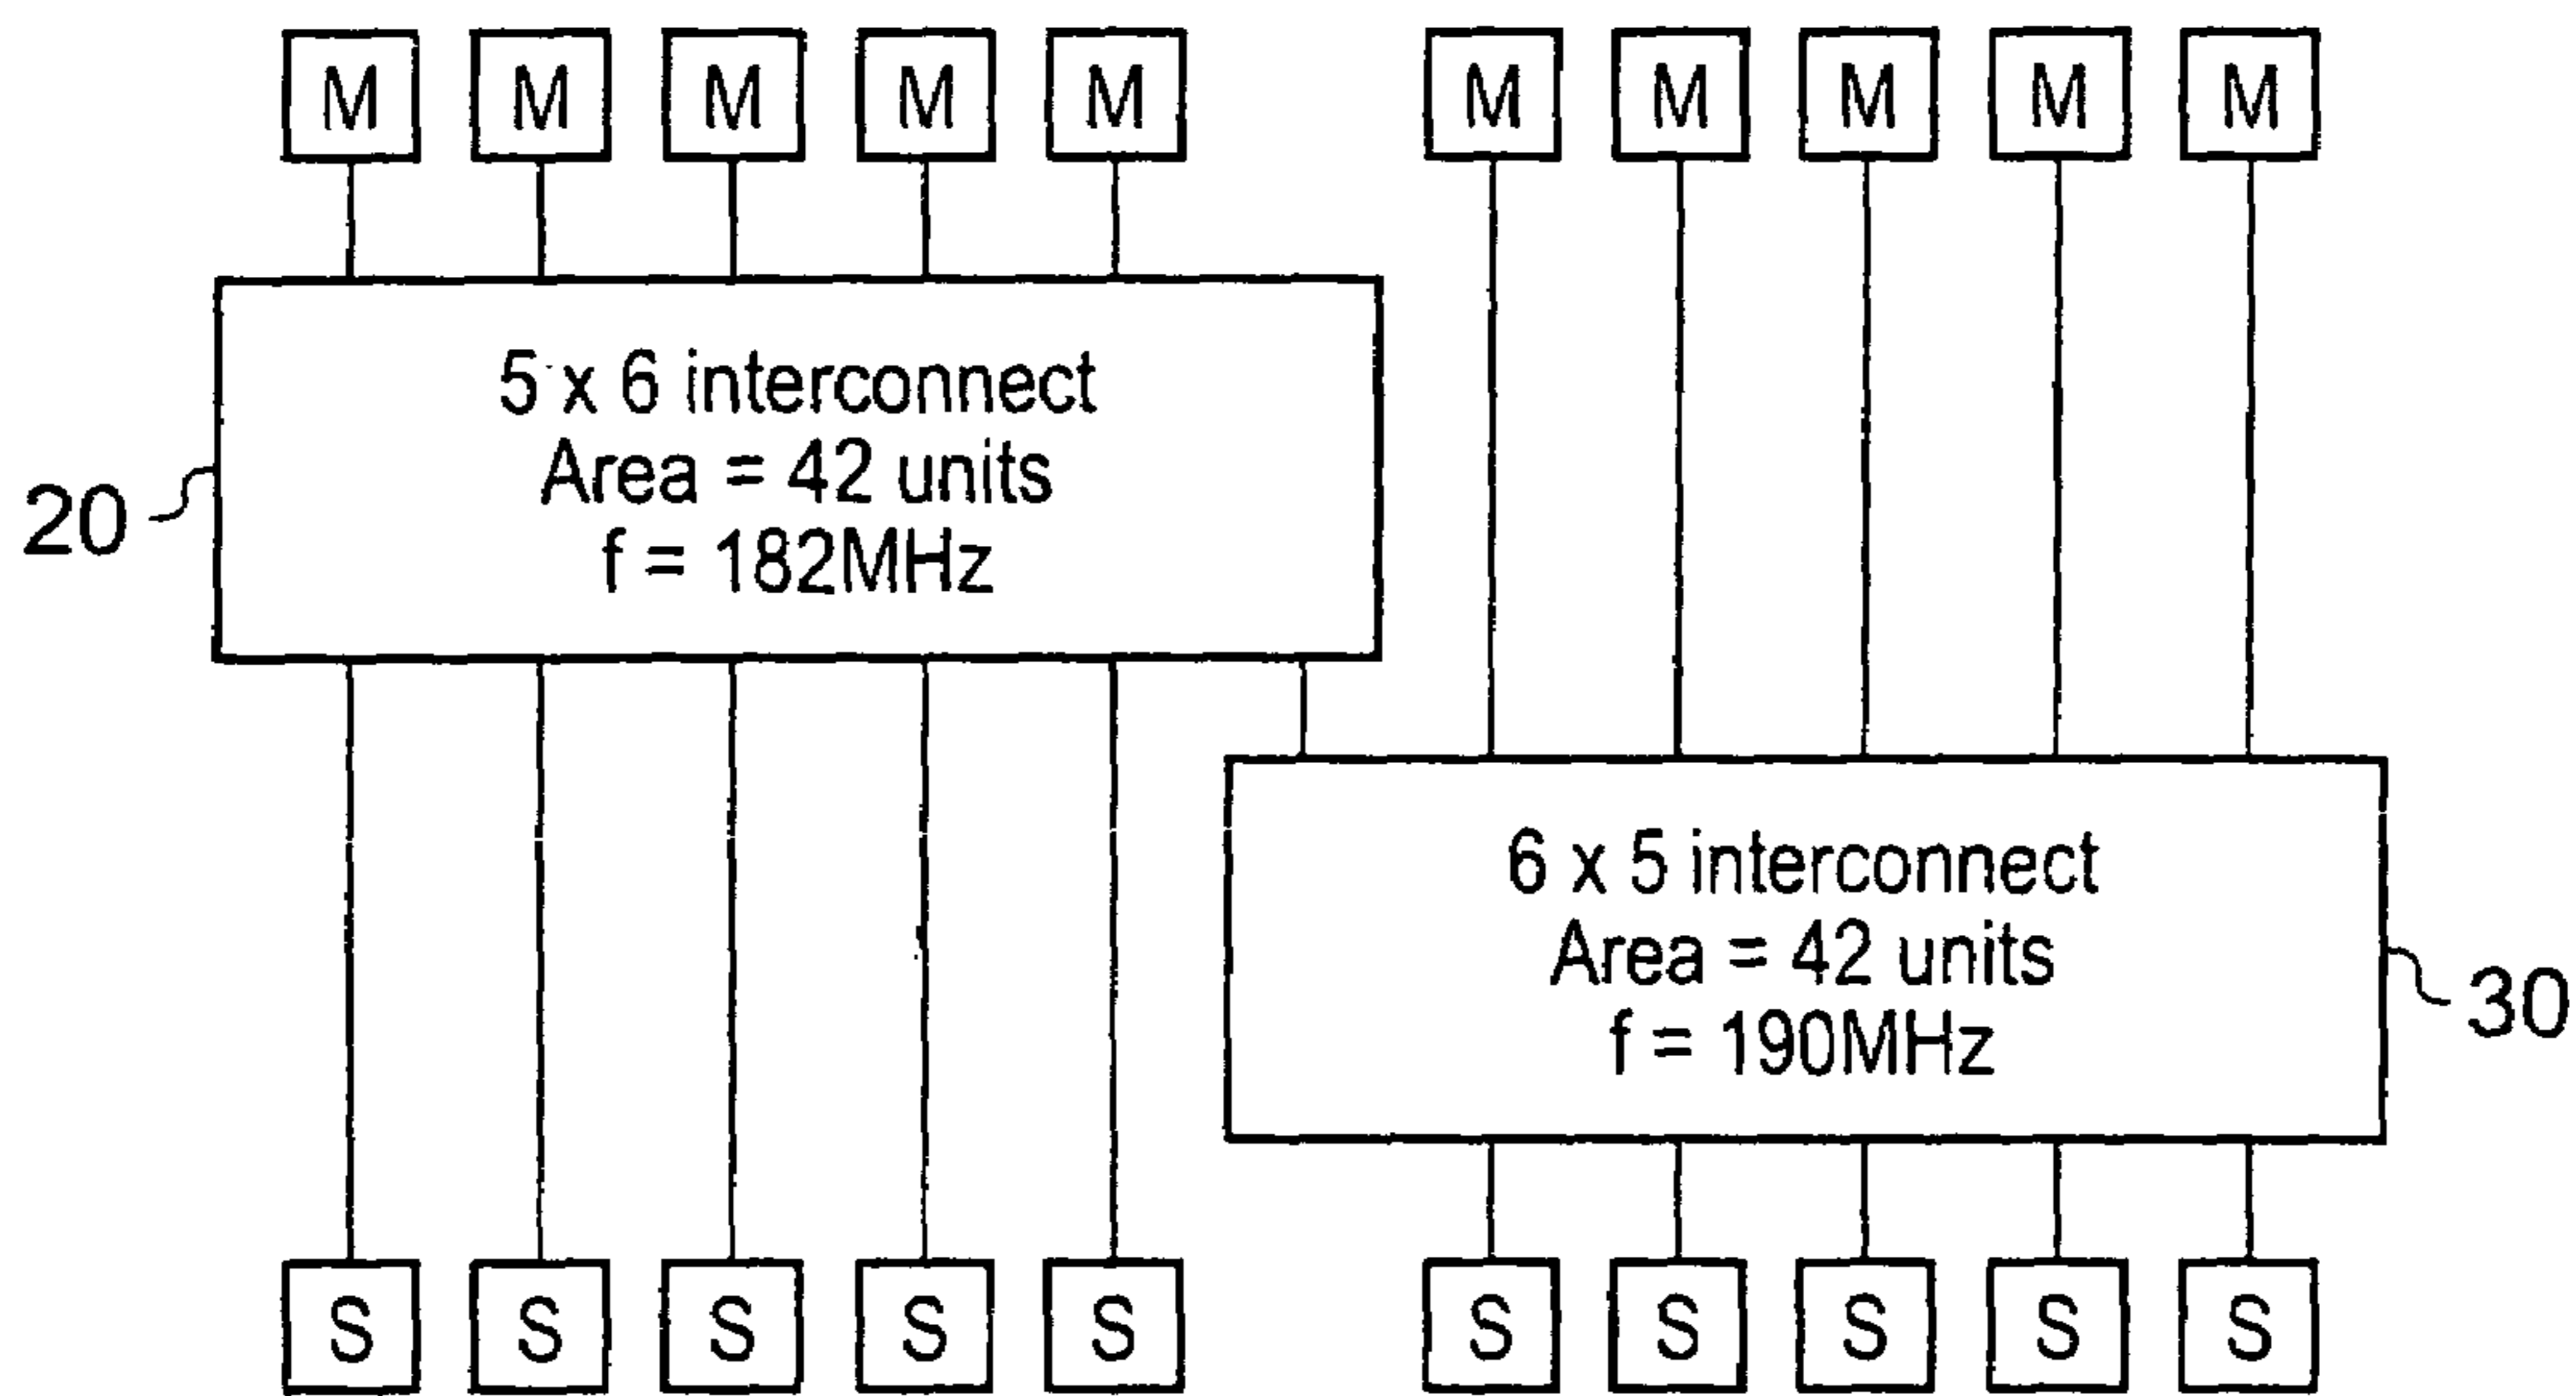 M M M M M M M M M M
5 x 6 interconnect
Area = 42 units
f = 182MHz
20
6 x 5 interconnect
Area = 42 units
f = 190MHz
30
S S S S S S S S S S